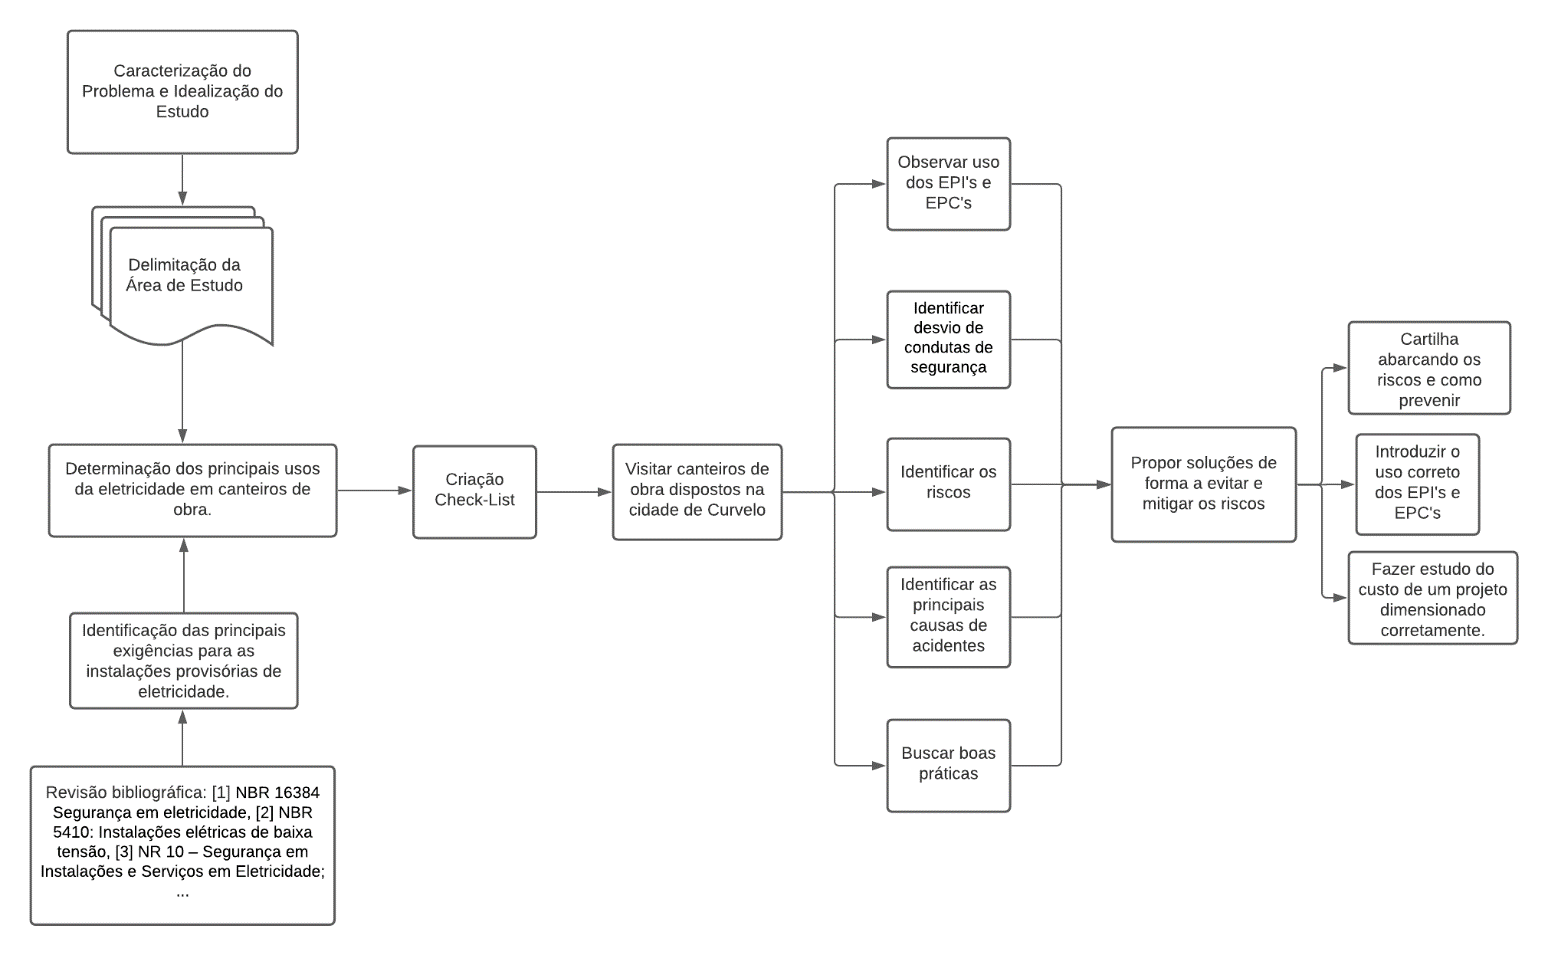 Caracterização do
Problema e Idealização do
Estudo
Delimitação da
Área de Estudo
Determinação dos principais usos
da eletricidade em canteiros de
obra.
Identificação das principais
exigências para as
instalações provisórias de
eletricidade.
Revisão bibliográfica: [1] NBR 16384
Segurança em eletricidade, [2] NBR
5410: Instalações elétricas de baixa
tensão, [3] NR 10 – Segurança em
Instalações e Serviços em Eletricidade;
...
Criação
Check-List
Visitar canteiros de
obra dispostos na
cidade de Curvelo
Observar uso
dos EPI's e
EPC's
Identificar
desvio de
condutas de
segurança
Identificar os
riscos
Identificar as
principais
causas de
acidentes
Buscar boas
práticas
Propor soluções de
forma a evitar e
mitigar os riscos
Cartilha
abarcando os
riscos e como
prevenir
Introduzir o
uso correto
dos EPI's e
EPC's
Fazer estudo do
custo de um projeto
dimensionado
corretamente.